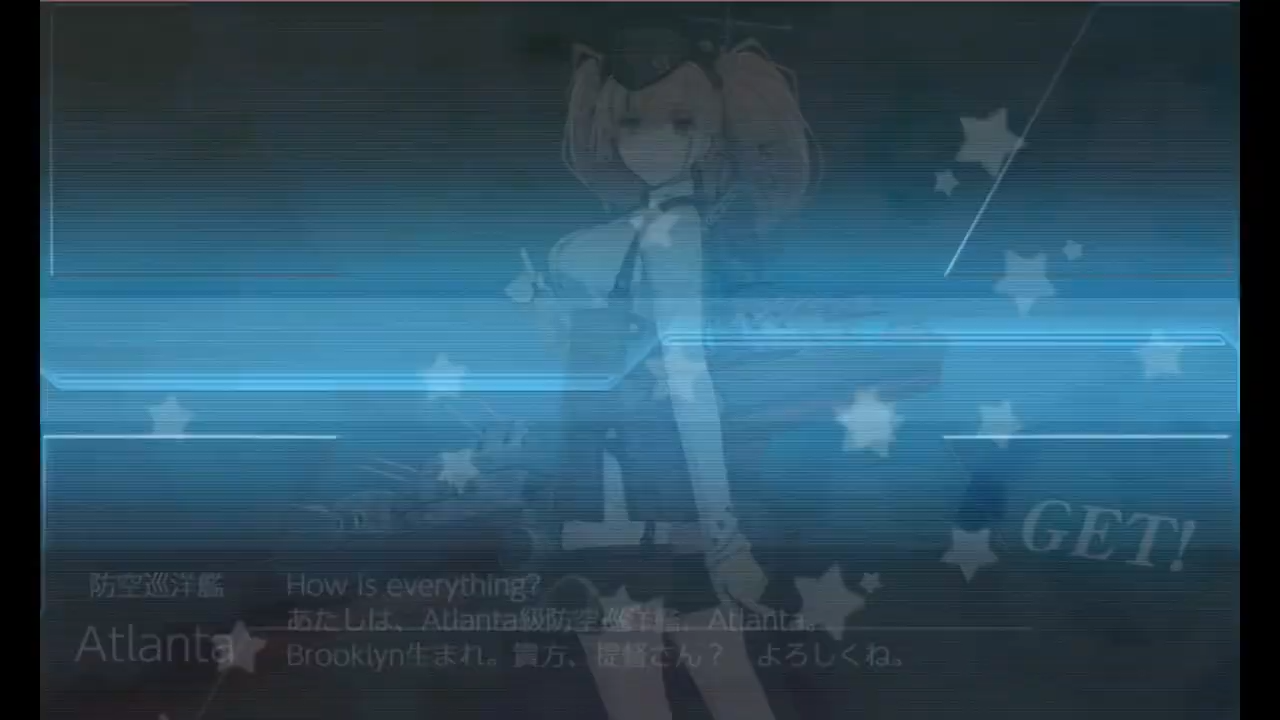 GET!
防空巡洋艦
Atlanta
How is everything?
あたしは、Atlanta級防空巡洋艦、Atlanta。
Brooklyn生まれ。貴方、提督さん？ よろしくね。